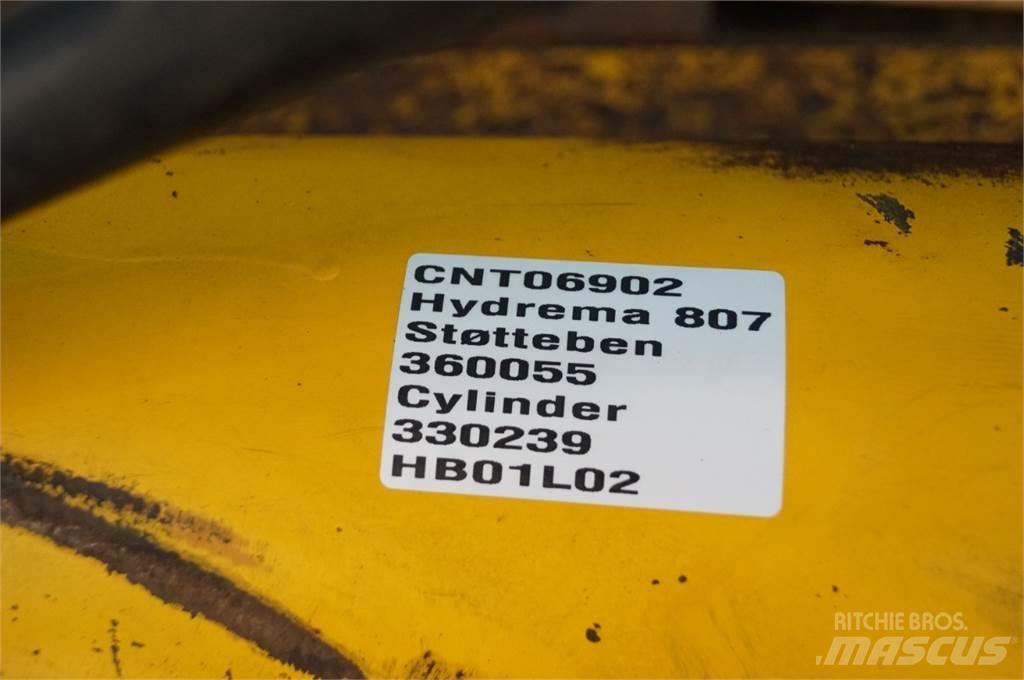 CNT06902
Hydrema 807
Støtteben
360055
Cylinder
330239
HB01L02
RITCHIE BROS.
MASCUS